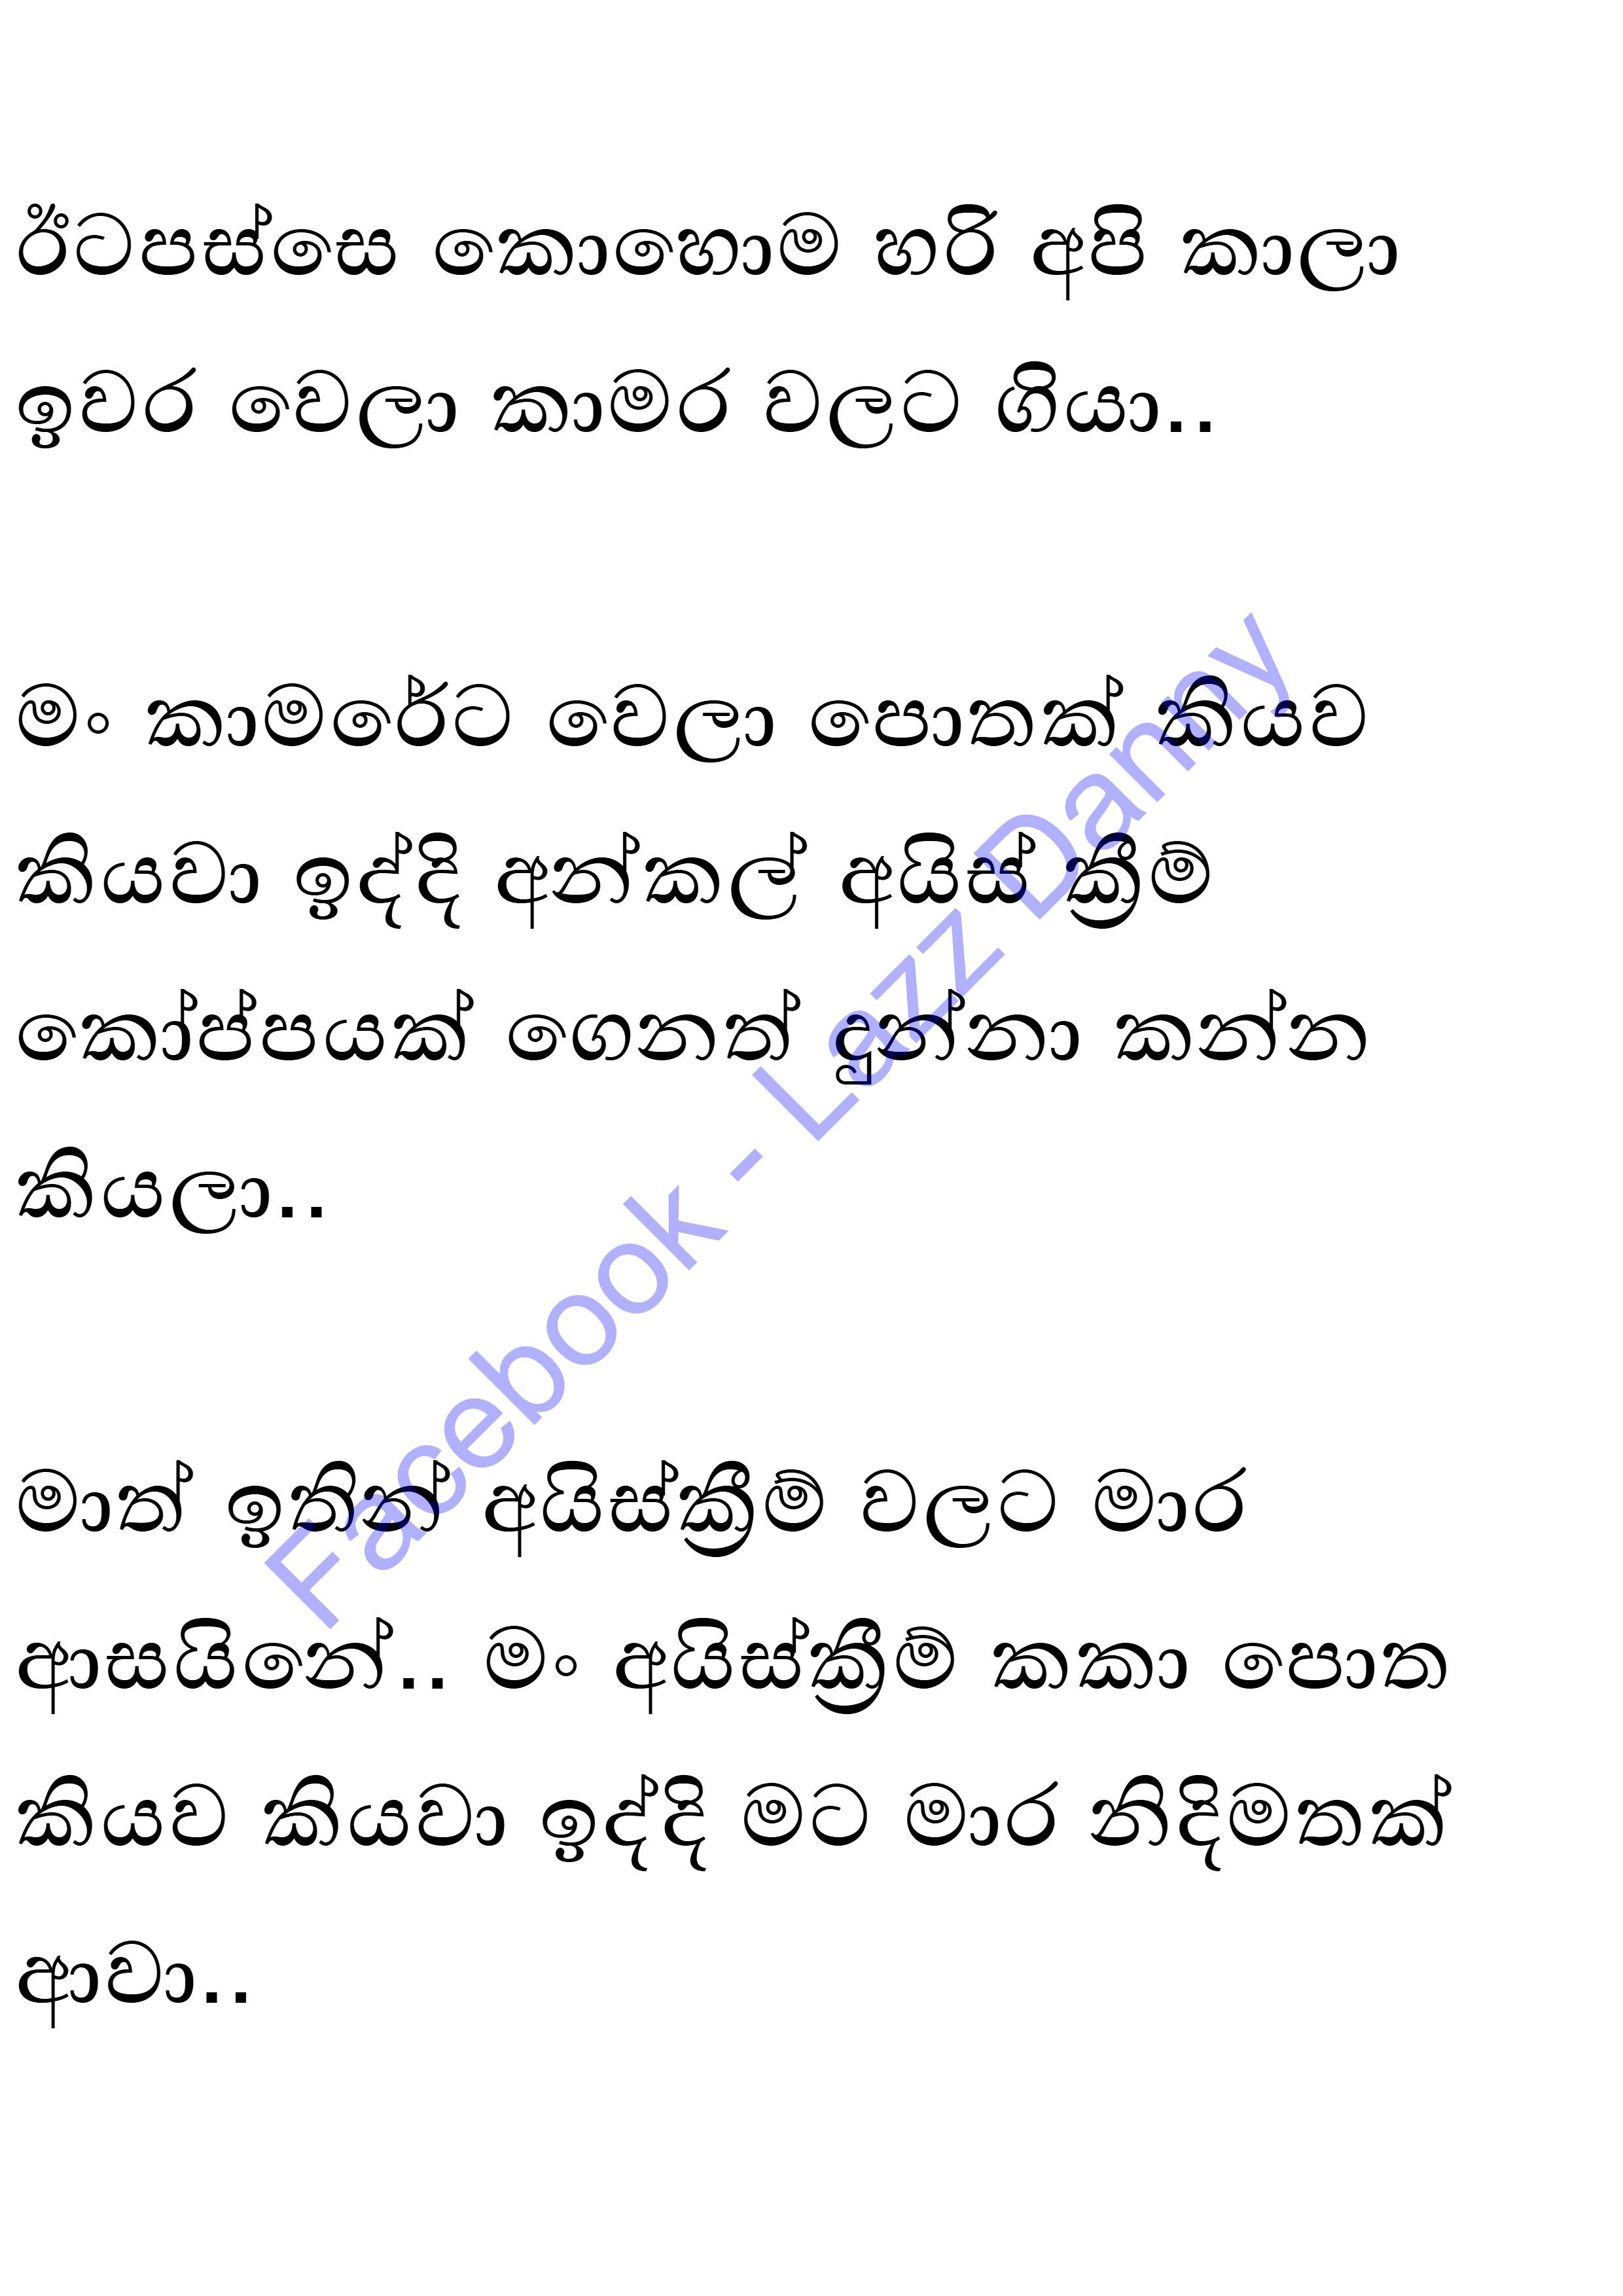 ඊටපස්සෙ කොහොම හරි අපි කාලා
ඉවර වෙලා කාමර වලට ගියා..
මං කාමරේට වෙලා පොතක් කියව
කියවා ඉද්දි අන්කල් අයිස් ක්‍රීම්
කෝප්පයක් ගෙනත් දුන්නා කන්න
කියලා..
මාත් ඉතින් අයිස්ක්‍රීම් වලට මාර
ආසයිනේ.. මං අයිස්ක්‍රීම් කකා පොත
කියව කියවා ඉද්දි මට මාර නිදිමතක්
ආවා..
Facebook - Lazz Danny